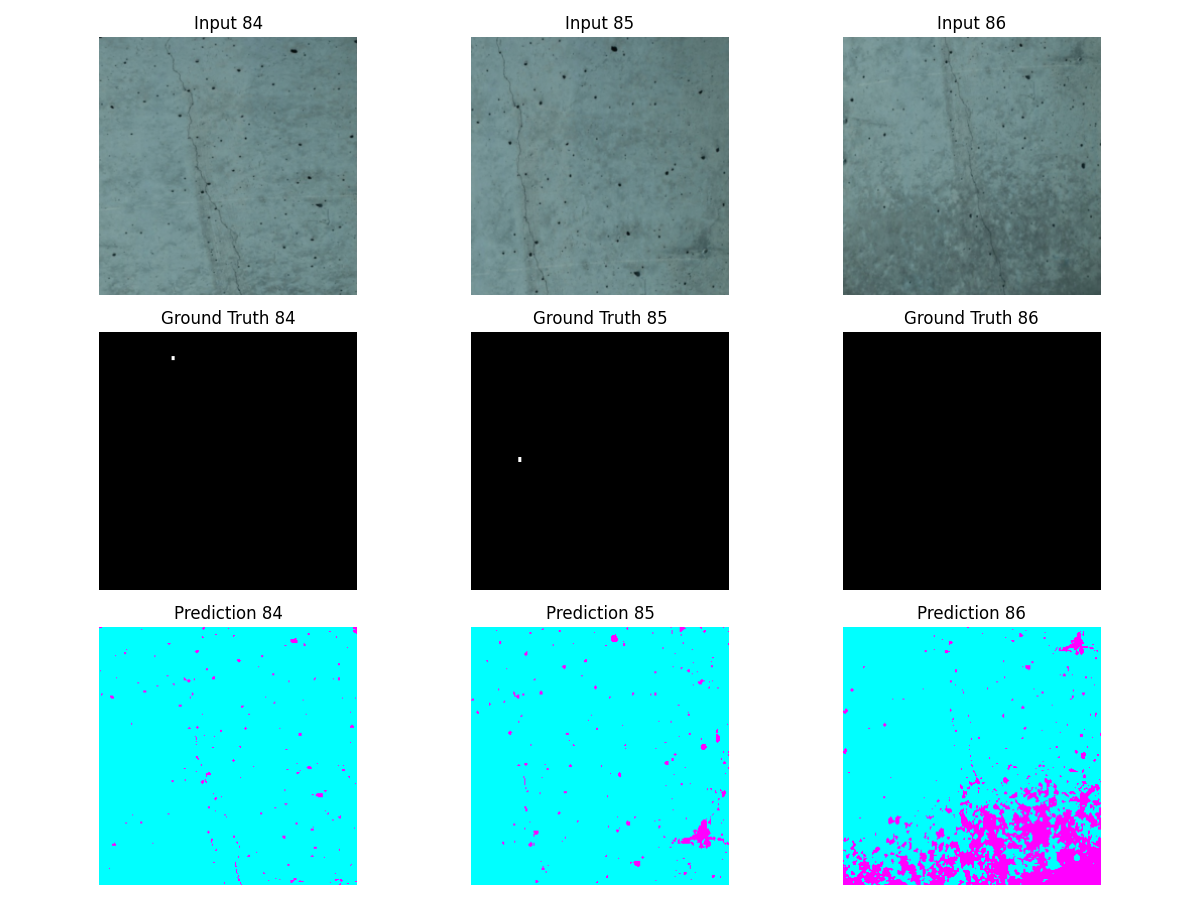 Input 84
Input 85
Input 86
Ground Truth 84
Ground Truth 85
Ground Truth 86
Prediction 84
Prediction 85
Prediction 86